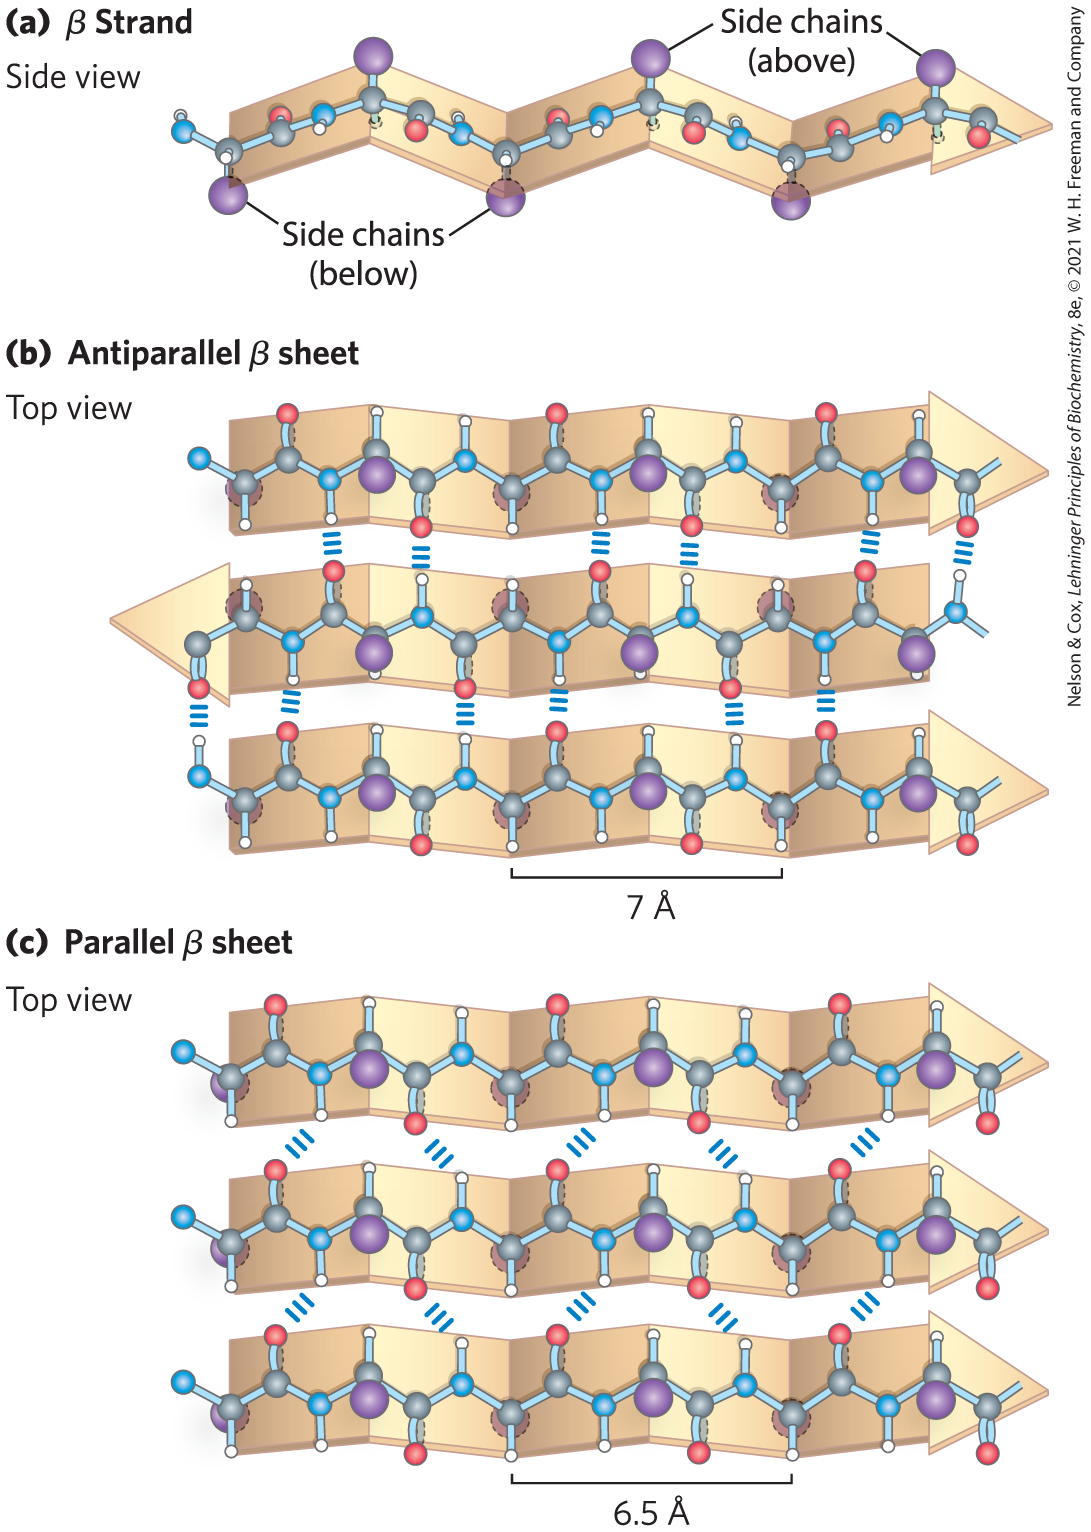 (a) β Strand
Side view
Side chains
(above)
Side chains
(below)
(b) Antiparallel β sheet
Top view
7 Å
(c) Parallel β sheet
Top view
6.5 Å
Nelson & Cox, Lehninger Principles of Biochemistry, 8e, © 2021 W. H. Freeman and Company